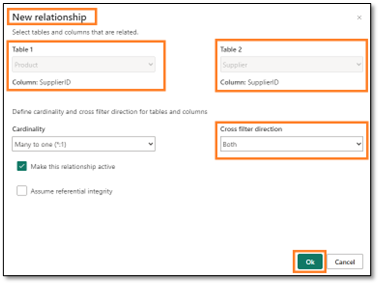 New relationship
Select tables and columns that are related.
Table 1
Table 2
Product
Supplier
Column: SupplierID
Column: SupplierID
Define cardinality and cross filter direction for tables and columns
Cardinality
Cross filter direction
Many to one (*:1)
Both
Make this relationship active
Assume referential integrity
Ok
Cancel